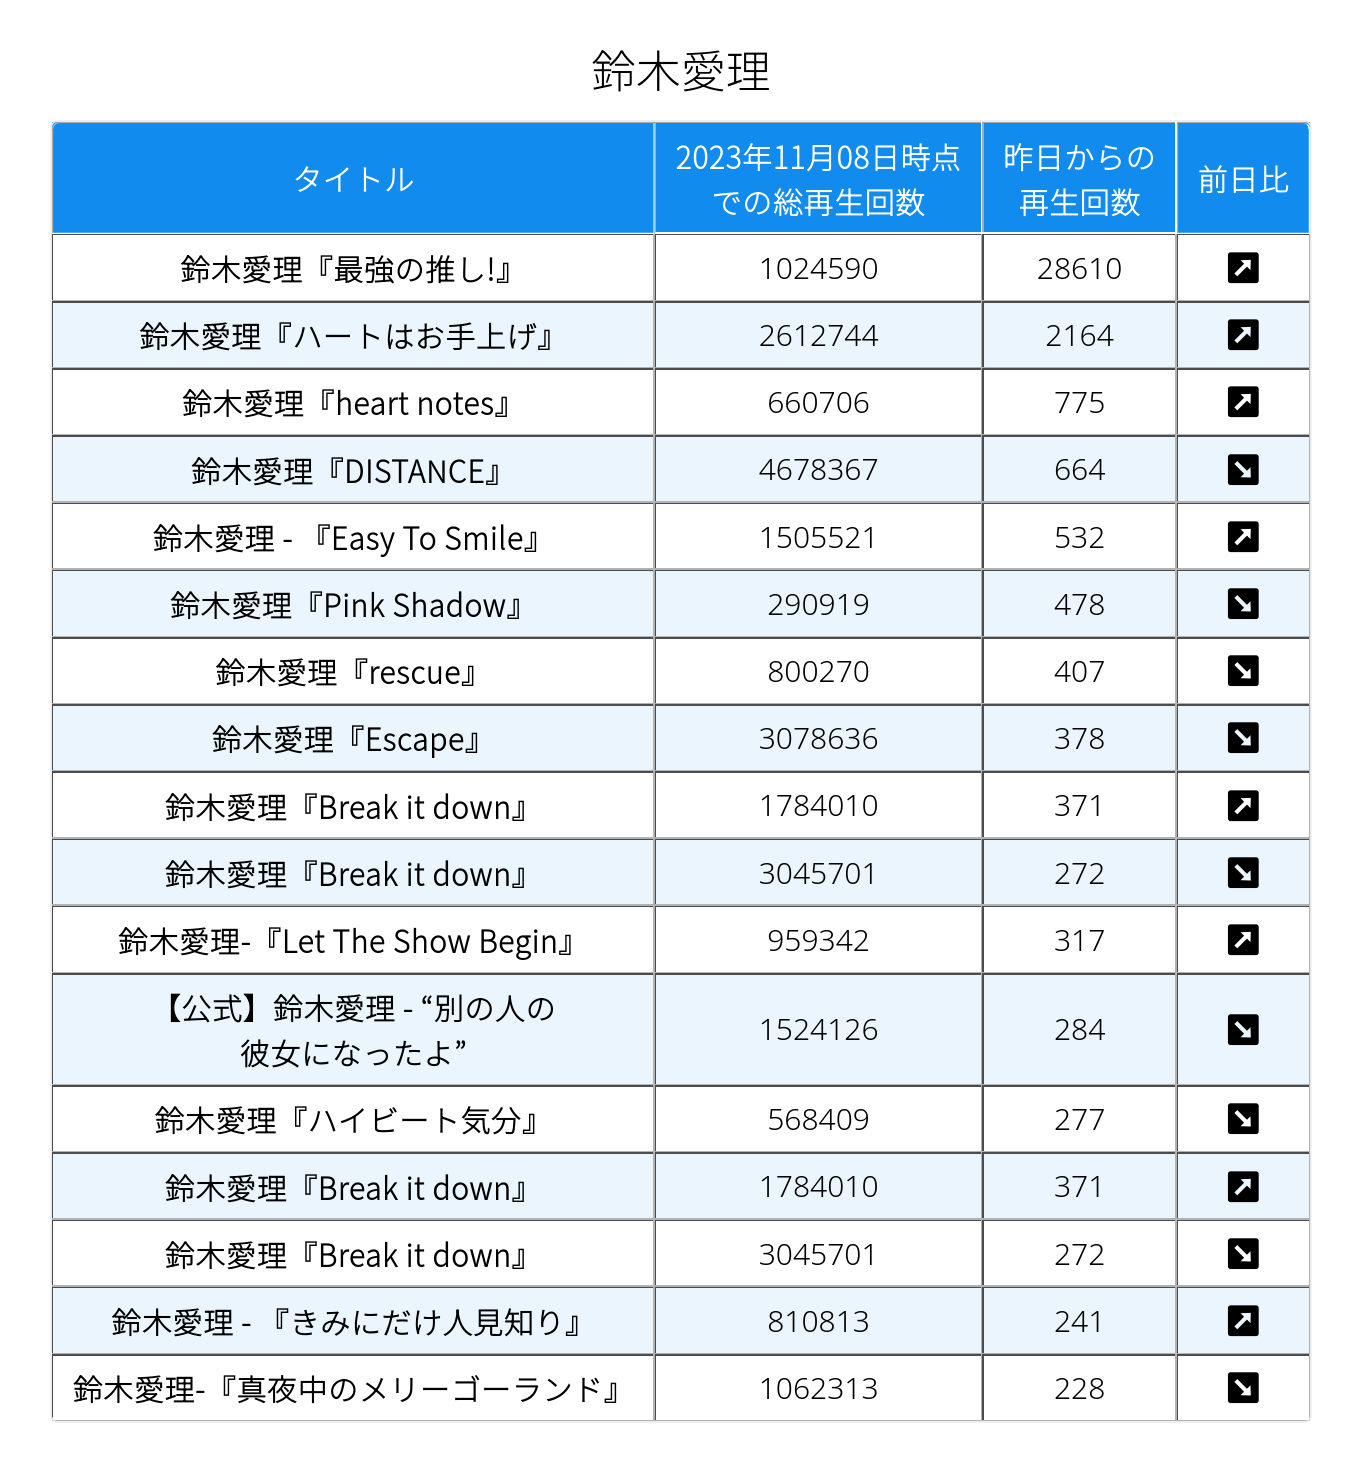 鈴木愛理
タイトル
2023年11月08日時点
での総再生回数
昨日からの
再生回数
前日比
鈴木愛理『最強の推し!』 1024590 28610 ↗
鈴木愛理『ハートはお手上げ』 2612744 2164 ↗
鈴木愛理『heart notes』 660706 775 ↗
鈴木愛理『DISTANCE』 4678367 664 ↘
鈴木愛理 - 『Easy To Smile』 1505521 532 ↗
鈴木愛理『Pink Shadow』 290919 478 ↘
鈴木愛理『rescue』 800270 407 ↘
鈴木愛理『Escape』 3078636 378 ↘
鈴木愛理『Break it down』 1784010 371 ↗
鈴木愛理『Break it down』 3045701 272 ↘
鈴木愛理-『Let The Show Begin』 959342 317 ↗
【公式】鈴木愛理 - “別の人の
彼女になったよ” 1524126 284 ↘
鈴木愛理『ハイビート気分』 568409 277 ↘
鈴木愛理『Break it down』 1784010 371 ↗
鈴木愛理『Break it down』 3045701 272 ↘
鈴木愛理 - 『きみにだけ人見知り』 810813 241 ↗
鈴木愛理-『真夜中のメリーゴーランド』 1062313 228 ↘